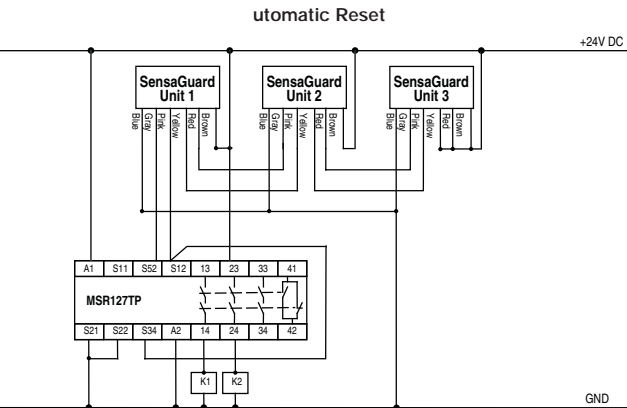 utomatic Reset
+24V DC
SensaGuard
Unit 1
SensaGuard
Unit 2
SensaGuard
Unit 3
Blue
Gray
Pink
Yellow
Red
Brown
Blue
Gray
Pink
Yellow
Red
Brown
Blue
Gray
Pink
Yellow
Red
Brown
A1 S11 S52 S12 13 23 33 41
MSR127TP
S21 S22 S34 A2 14 24 34 42
K1 K2
GND